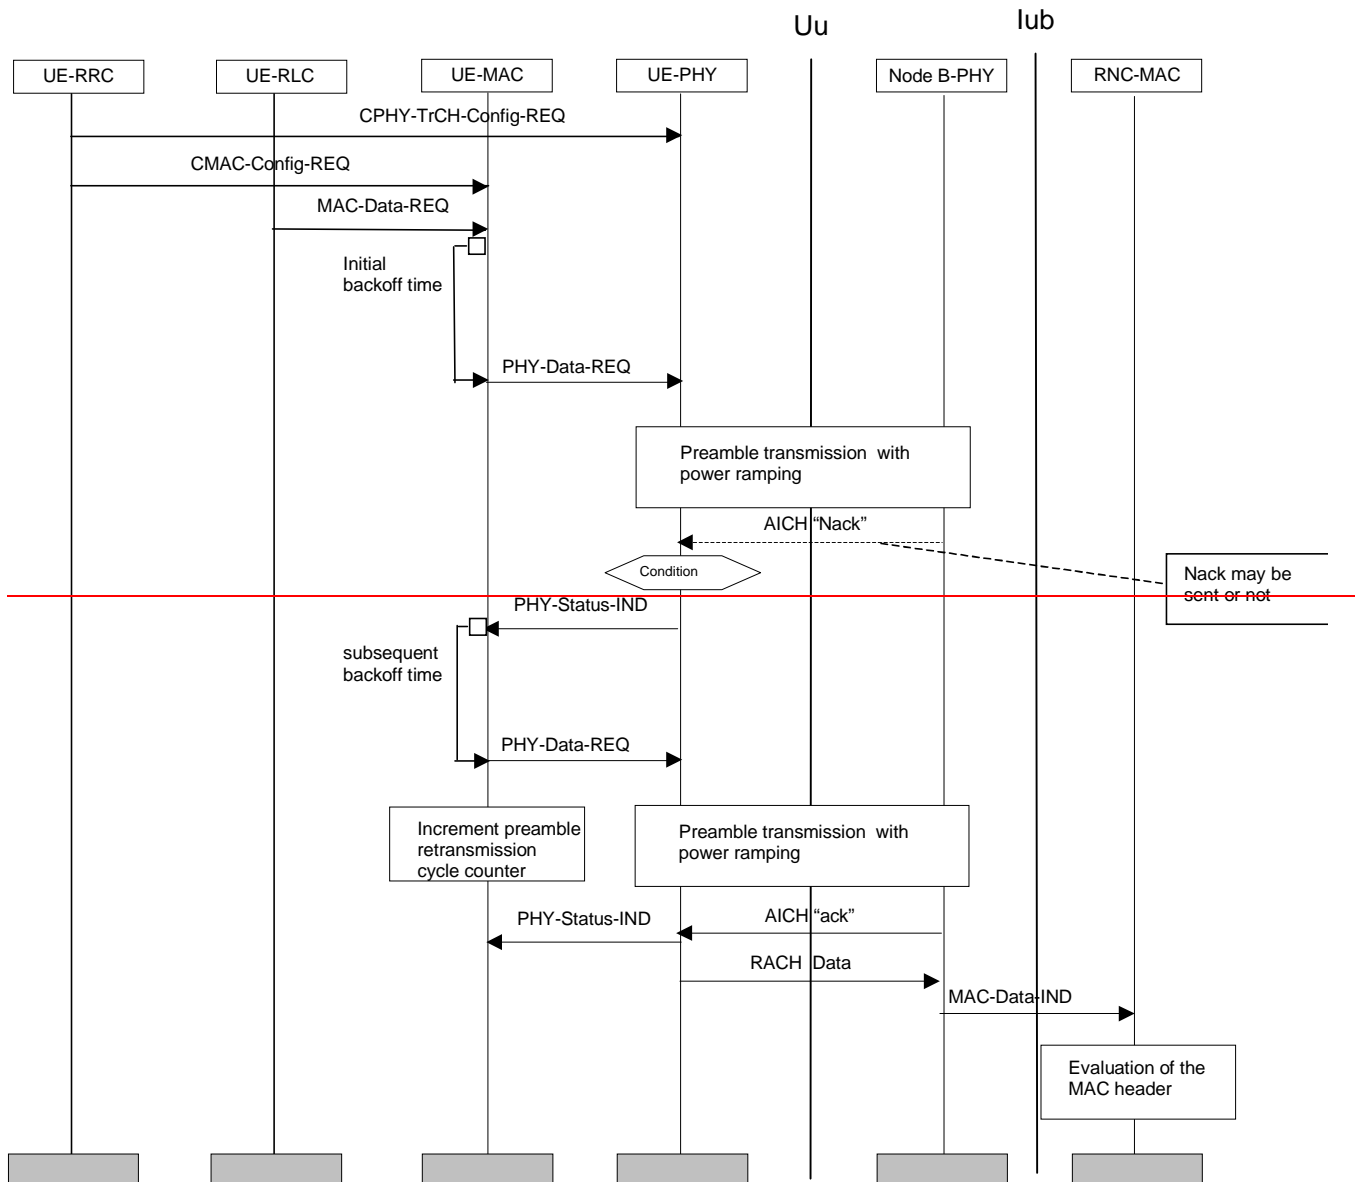 Uu
Iub
UE-RRC
UE-RLC
UE-MAC
UE-PHY
Node B-PHY
RNC-MAC
CPHY-TrCH-Config-REQ
CMAC-Config-REQ
MAC-Data-REQ
Initial
backoff time
PHY-Data-REQ
Preamble transmission with
power ramping
AICH “Nack”
Condition
Nack may be
sent or not
PHY-Status-IND
subsequent
backoff time
PHY-Data-REQ
Increment preamble
retransmission
cycle counter
Preamble transmission with
power ramping
PHY-Status-IND
AICH “ack”
RACH Data
MAC-Data-IND
Evaluation of the
MAC header